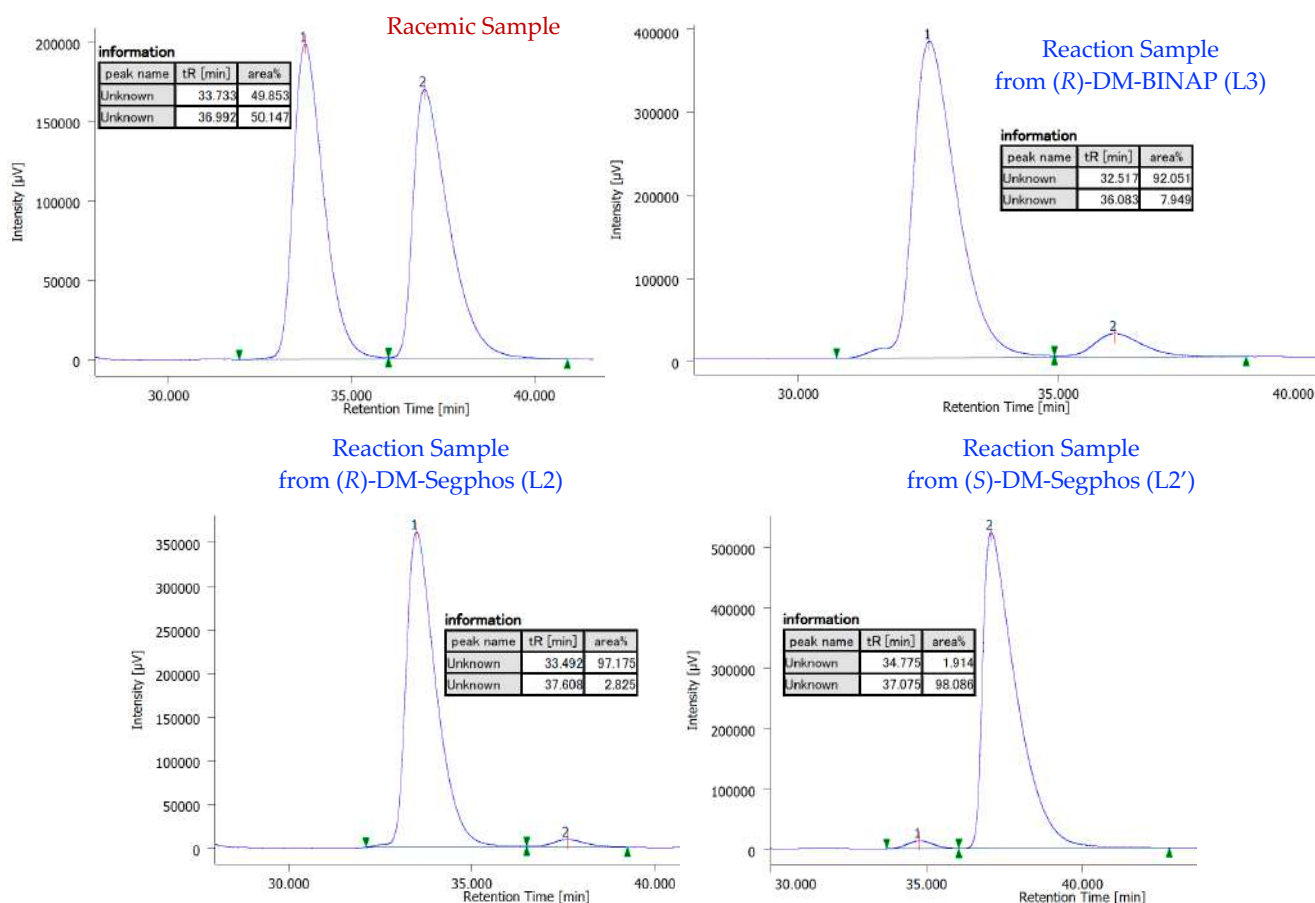 Racemic Sample
information
peak name tR [min] area%
Unknown 33.733 49.853
Unknown 36.992 50.147
1
2
200000
150000
100000
50000
0
Intensity [µV]
30.000 35.000 40.000
Retention Time [min]
Reaction Sample
from (R)-DM-BINAP (L3)
information
peak name tR [min] area%
Unknown 32.517 92.051
Unknown 36.083 7.949
1
2
400000
300000
200000
100000
0
Intensity [µV]
30.000 35.000 40.000
Retention Time [min]
Reaction Sample
from (R)-DM-Segphos (L2)
information
peak name tR [min] area%
Unknown 33.492 97.175
Unknown 37.608 2.825
1
2
350000
300000
250000
200000
150000
100000
50000
0
Intensity [µV]
30.000 35.000 40.000
Retention Time [min]
Reaction Sample
from (S)-DM-Segphos (L2')
information
peak name tR [min] area%
Unknown 34.775 1.914
Unknown 37.075 98.086
2
1
500000
400000
300000
200000
100000
0
Intensity [µV]
30.000 35.000 40.000
Retention Time [min]